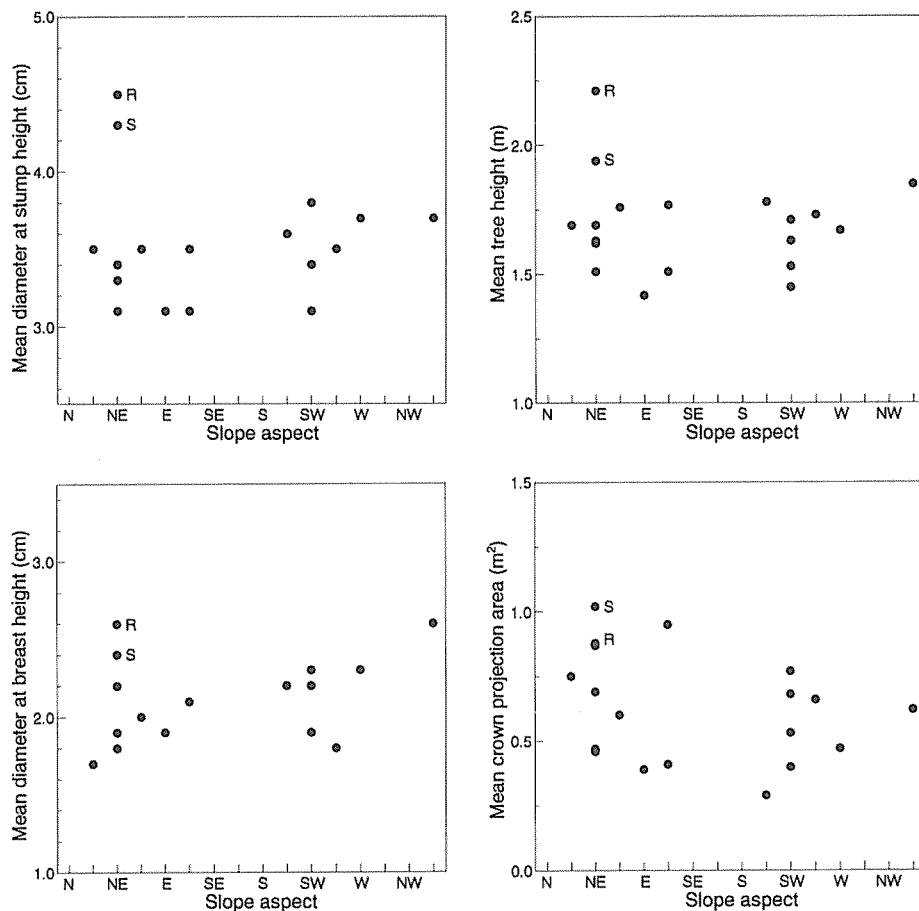 Mean diameter at stump height (cm)
5.0
4.0
3.0
R
S
N NE E SE S SW W NW
Slope aspect
Mean tree height (m)
2.5
2.0
1.5
1.0
R
S
N NE E SE S SW W NW
Slope aspect
Mean diameter at breast height (cm)
3.0
2.0
1.0
R
S
N NE E SE S SW W NW
Slope aspect
Mean crown projection area (m²)
1.5
1.0
0.5
0.0
S
R
N NE E SE S SW W NW
Slope aspect